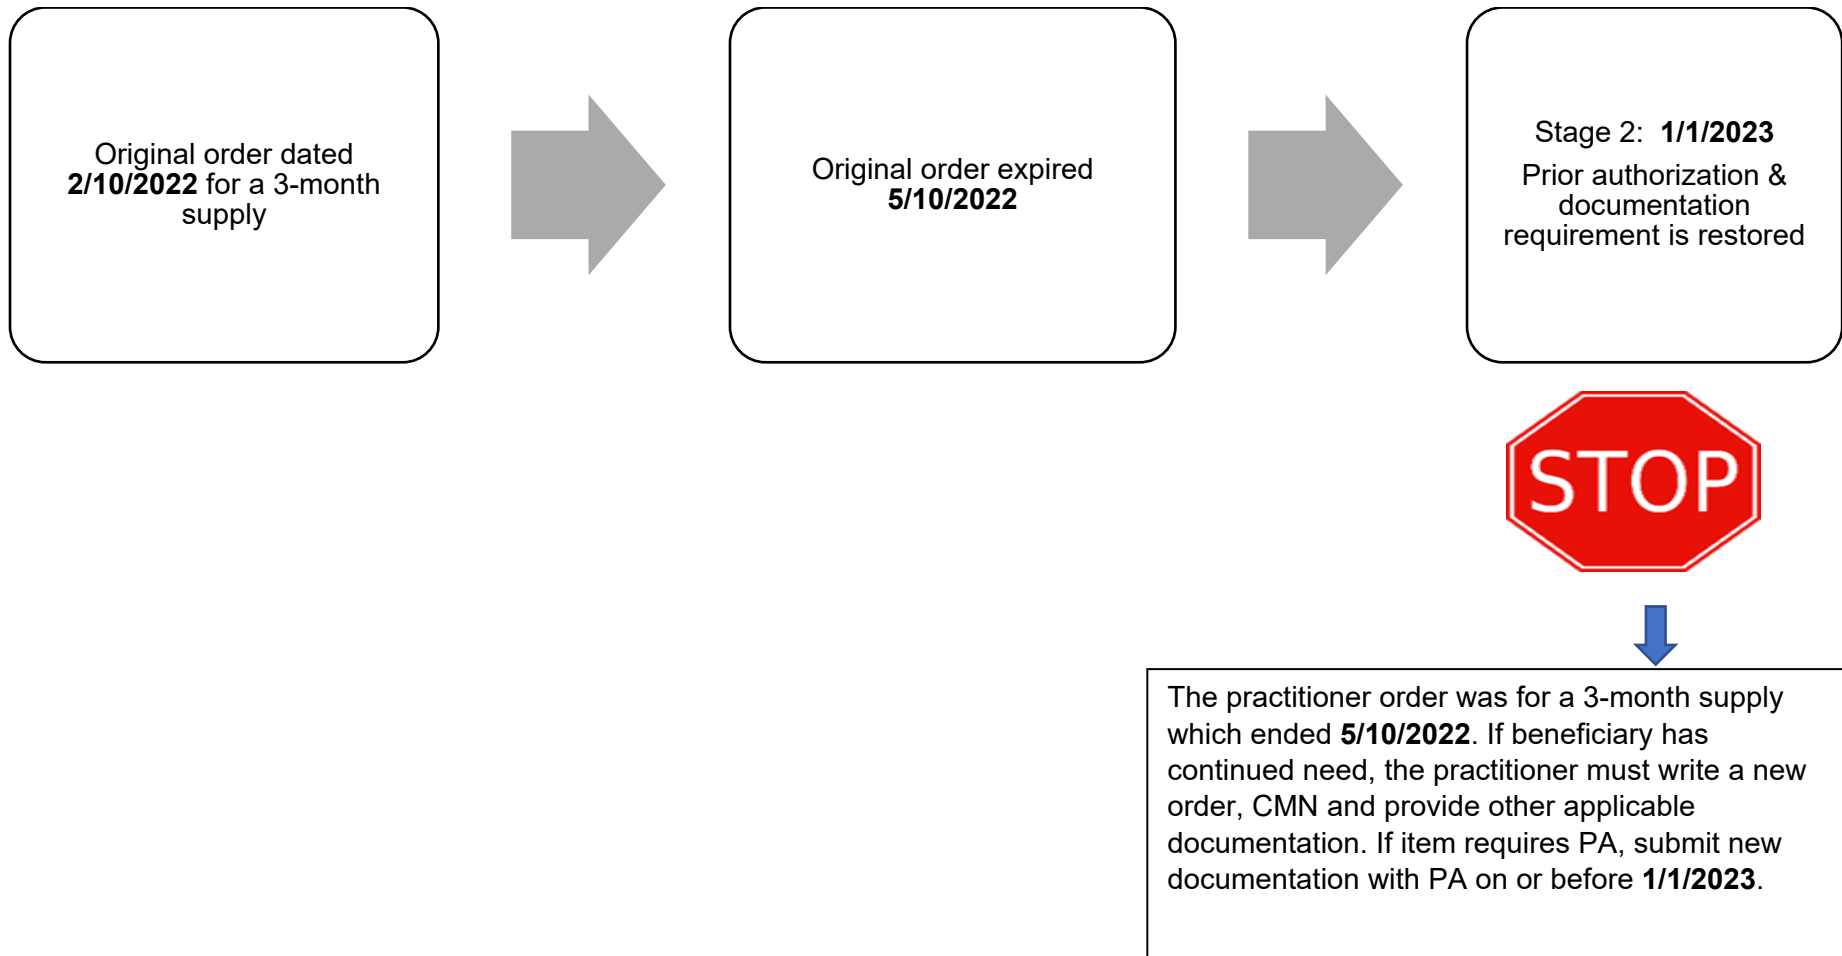 Original order dated
2/10/2022 for a 3-month
supply
Original order expired
5/10/2022
Stage 2:  1/1/2023
Prior authorization &
documentation
requirement is restored
STOP
The practitioner order was for a 3-month supply
which ended 5/10/2022. If beneficiary has
continued need, the practitioner must write a new
order, CMN and provide other applicable
documentation. If item requires PA, submit new
documentation with PA on or before 1/1/2023.